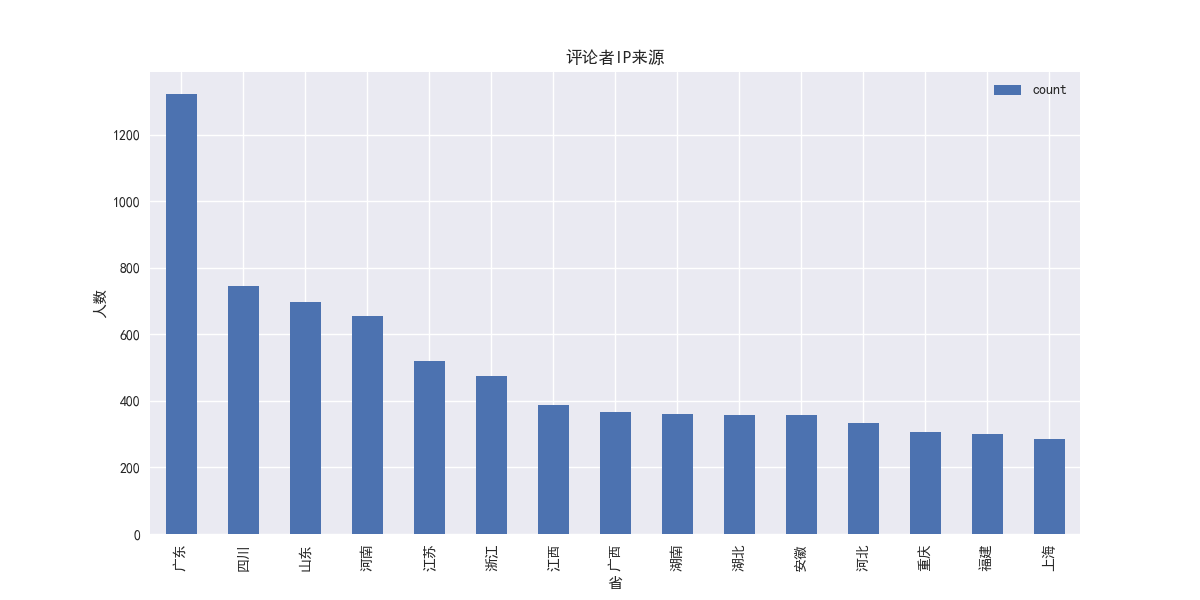 评论者IP来源
count
人数
1200
1000
800
600
400
200
0
广东
四川
山东
河南
江苏
浙江
江西
广西
湖南
湖北
安徽
河北
重庆
福建
上海
省